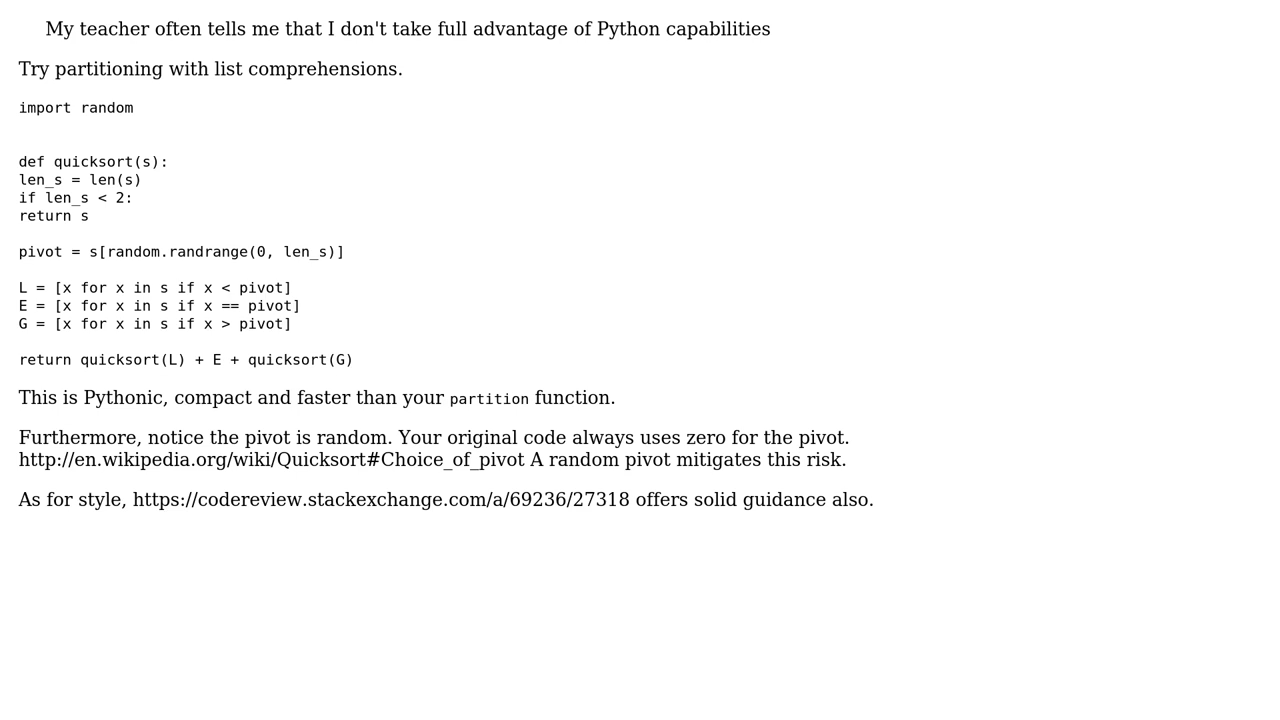 My teacher often tells me that I don't take full advantage of Python capabilities
Try partitioning with list comprehensions.
import random
def quicksort(s):
len_s = len(s)
if len_s < 2:
return s
pivot = s[random.randrange(0, len_s)]
L = [x for x in s if x < pivot]
E = [x for x in s if x == pivot]
G = [x for x in s if x > pivot]
return quicksort(L) + E + quicksort(G)
This is Pythonic, compact and faster than your partition function.
Furthermore, notice the pivot is random. Your original code always uses zero for the pivot.
http://en.wikipedia.org/wiki/Quicksort#Choice_of_pivot A random pivot mitigates this risk.
As for style, https://codereview.stackexchange.com/a/69236/27318 offers solid guidance also.